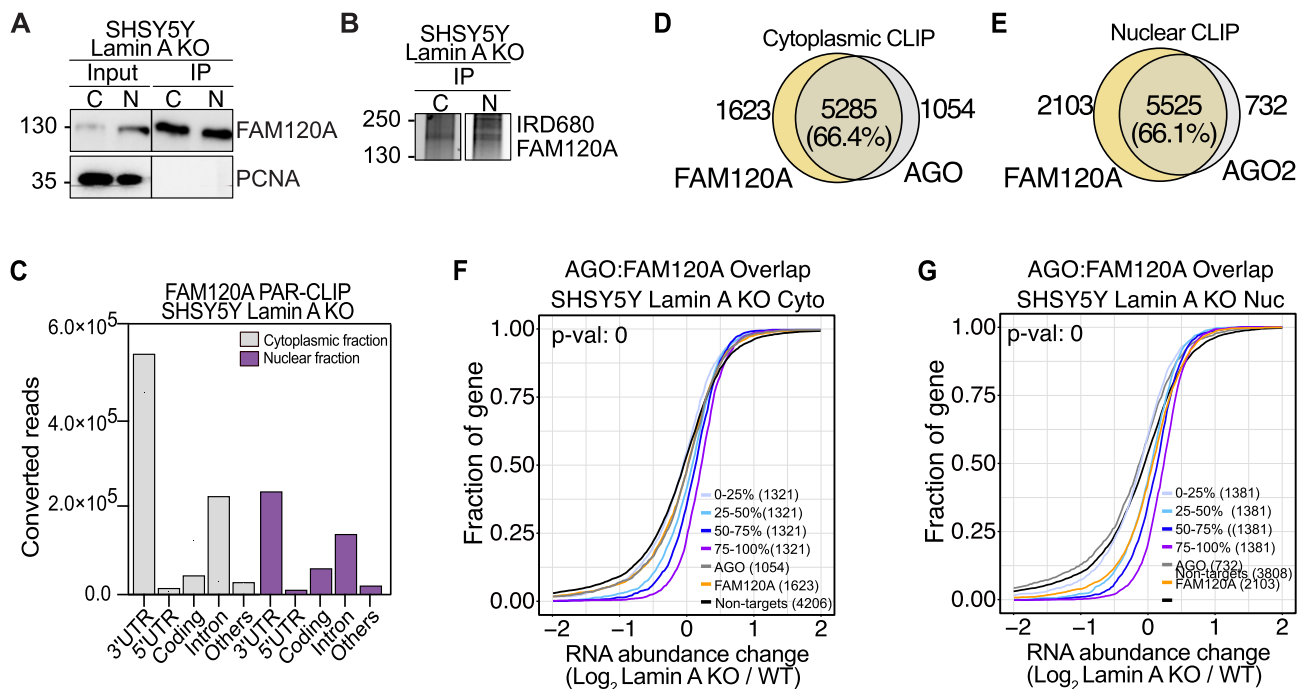 A
SHSY5Y
Lamin A KO
Input IP
C N C N
130
FAM120A
35
PCNA
B
SHSY5Y
Lamin A KO
IP
C N
250
IRD680
FAM120A
130
D
Cytoplasmic CLIP
1623
5285
(66.4%)
1054
FAM120A
AGO
E
Nuclear CLIP
2103
5525
(66.1%)
732
FAM120A
AGO2
C
FAM120A PAR-CLIP
SHSY5Y Lamin A KO
6.0×10⁵
4.0×10⁵
2.0×10⁵
0.0
Converted reads
Cytoplasmic fraction
Nuclear fraction
3'UTR
5'UTR
Coding
Intron
Others
3'UTR
5'UTR
Coding
Intron
Others
F
AGO:FAM120A Overlap
SHSY5Y Lamin A KO Cyto
p-val: 0
1.00
0.75
0.50
0.25
0.00
Fraction of gene
0-25% (1321)
25-50% (1321)
50-75% (1321)
75-100%(1321)
AGO (1054)
FAM120A (1623)
Non-targets (4206)
−2 −1 0 1 2
RNA abundance change
(Log₂ Lamin A KO / WT)
G
AGO:FAM120A Overlap
SHSY5Y Lamin A KO Nuc
p-val: 0
1.00
0.75
0.50
0.25
0.00
Fraction of gene
0-25% (1381)
25-50% (1381)
50-75% ((1381)
75-100% (1381)
AGO (732)
Non-targets (3808)
FAM120A (2103)
−2 −1 0 1 2
RNA abundance change
(Log₂ Lamin A KO / WT)